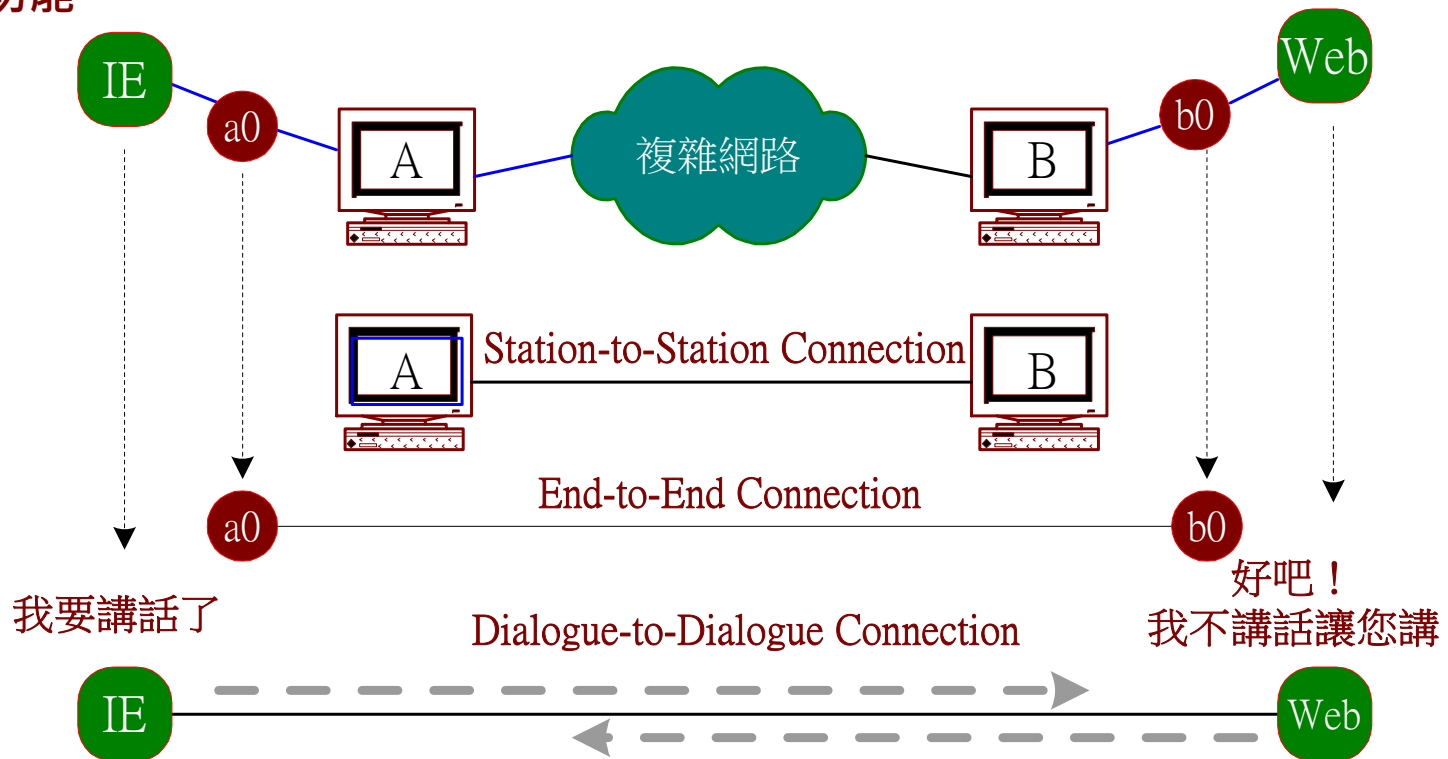 功能
IE
Web
a0
b0
A
複雜網路
B
Station-to-Station Connection
A
B
End-to-End Connection
a0
b0
好吧！
我要講話了
我不講話讓您講
Dialogue-to-Dialogue Connection
IE
Web